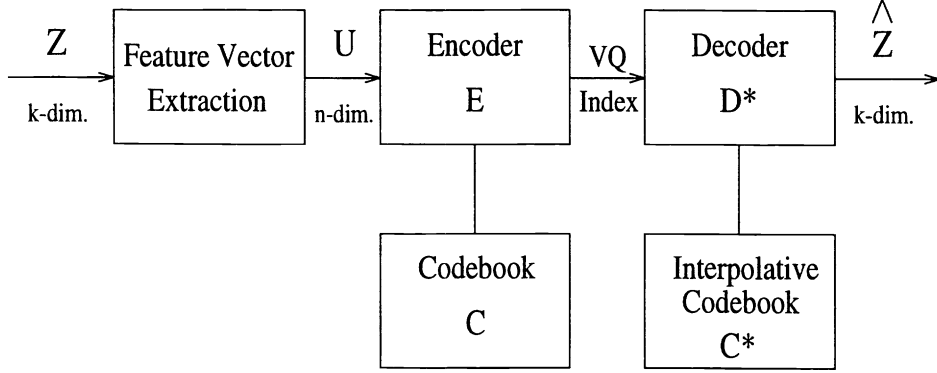 Z
k-dim.
Feature Vector
Extraction
U
n-dim.
Encoder
E
VQ
Index
Decoder
D*
^
Z
k-dim.
Codebook
C
Interpolative
Codebook
C*